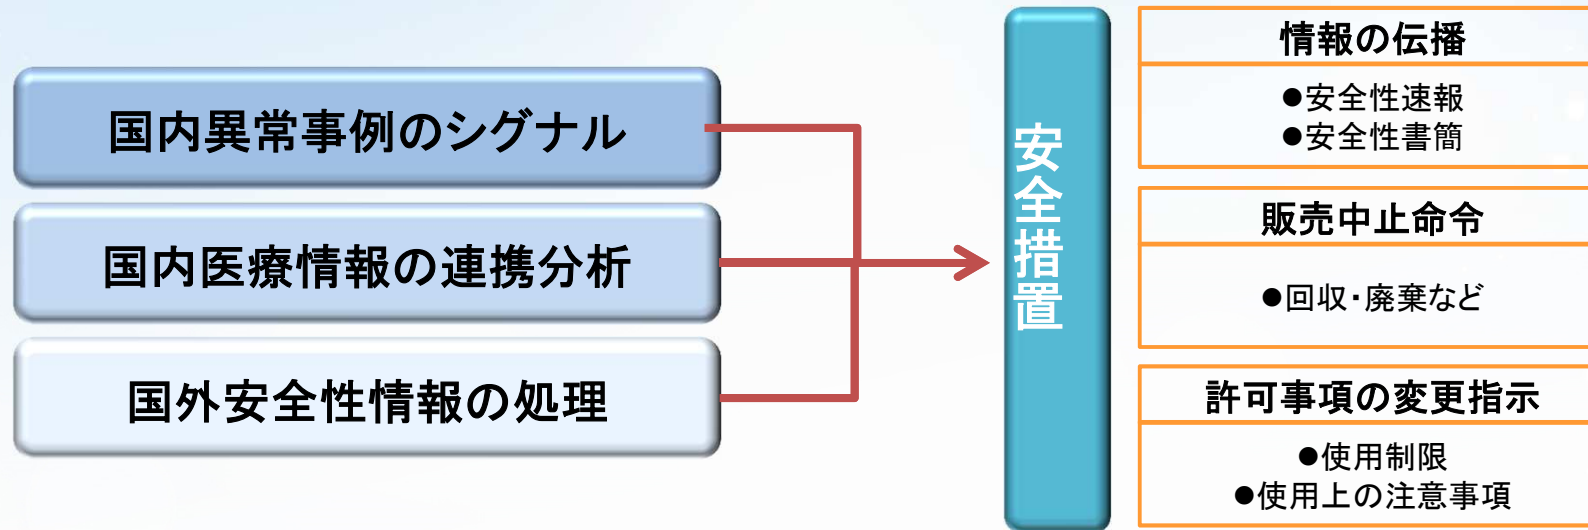 国内異常事例のシグナル
国内医療情報の連携分析
国外安全性情報の処理
安全措置
情報の伝播
●安全性速報
●安全性書簡
販売中止命令
●回収・廃棄など
許可事項の変更指示
●使用制限
●使用上の注意事項